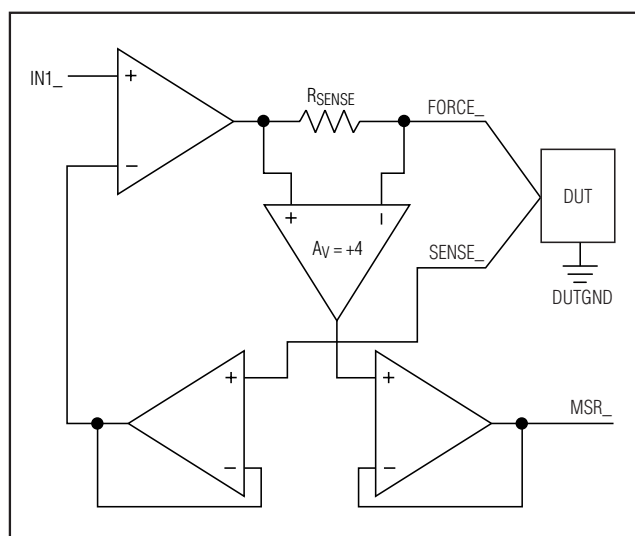 IN1_
+
−
RSENSE
FORCE_
DUT
DUTGND
+
−
AV = +4
SENSE_
+
−
+
−
MSR_